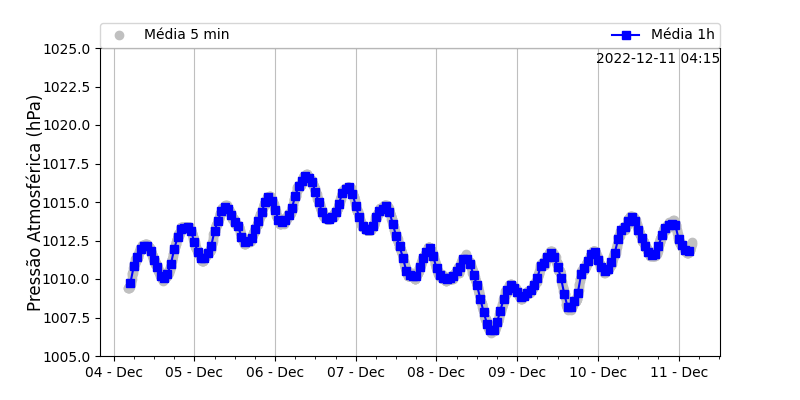 Média 5 min
Média 1h
2022-12-11 04:15
Pressão Atmosférica (hPa)
1025.0
1022.5
1020.0
1017.5
1015.0
1012.5
1010.0
1007.5
1005.0
04 - Dec
05 - Dec
06 - Dec
07 - Dec
08 - Dec
09 - Dec
10 - Dec
11 - Dec